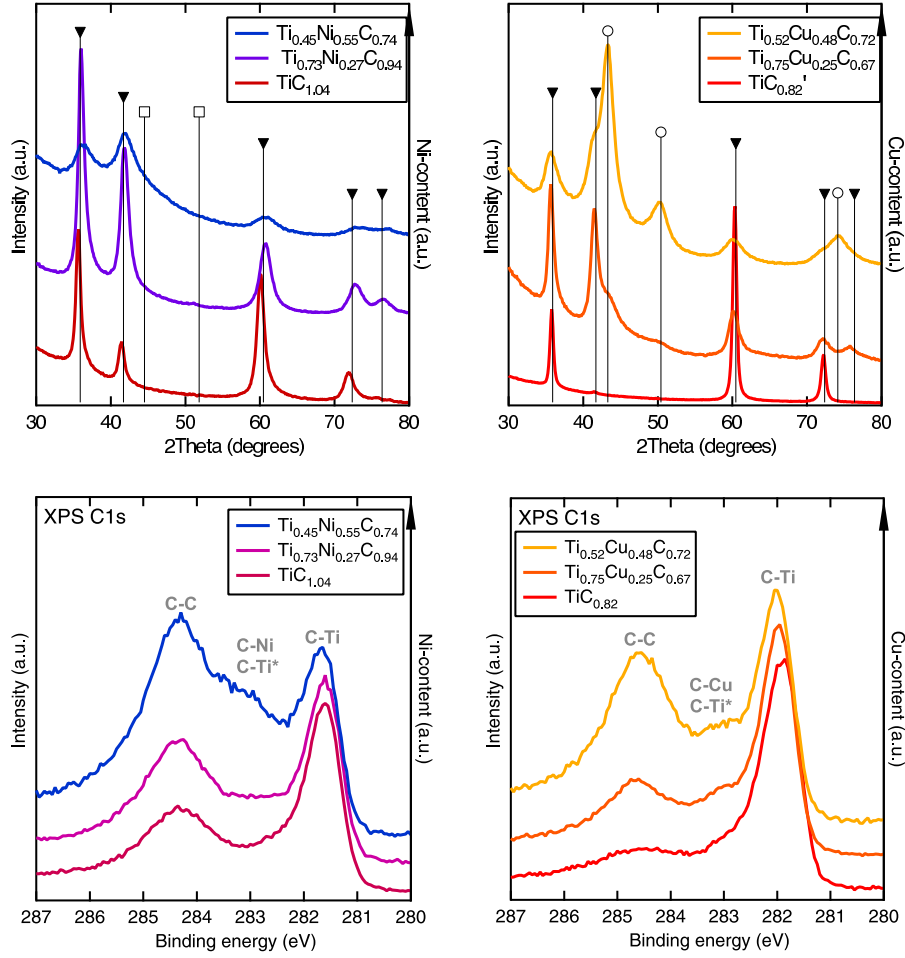 Ti0.45Ni0.55C0.74
Ti0.73Ni0.27C0.94
TiC1.04
Intensity (a.u.)
Ni-content (a.u.)
30 40 50 60 70 80
2Theta (degrees)
Ti0.52Cu0.48C0.72
Ti0.75Cu0.25C0.67
TiC0.82'
Intensity (a.u.)
Cu-content (a.u.)
30 40 50 60 70 80
2Theta (degrees)
XPS C1s
Ti0.45Ni0.55C0.74
Ti0.73Ni0.27C0.94
TiC1.04
C-C
C-Ni
C-Ti*
C-Ti
Intensity (a.u.)
Ni-content (a.u.)
287 286 285 284 283 282 281 280
Binding energy (eV)
XPS C1s
Ti0.52Cu0.48C0.72
Ti0.75Cu0.25C0.67
TiC0.82
C-Ti
C-C
C-Cu
C-Ti*
Intensity (a.u.)
Cu-content (a.u.)
287 286 285 284 283 282 281 280
Binding energy (eV)